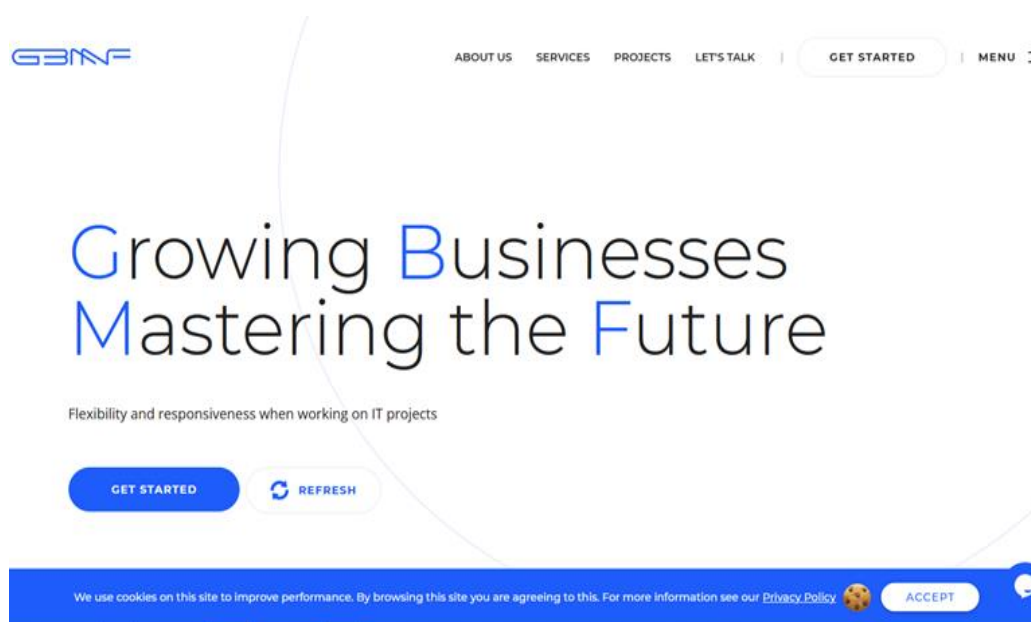 GBMF
ABOUT US SERVICES PROJECTS LET'S TALK | GET STARTED | MENU
Growing Businesses
Mastering the Future
Flexibility and responsiveness when working on IT projects
GET STARTED REFRESH
We use cookies on this site to improve performance. By browsing this site you are agreeing to this. For more information see our Privacy Policy ACCEPT